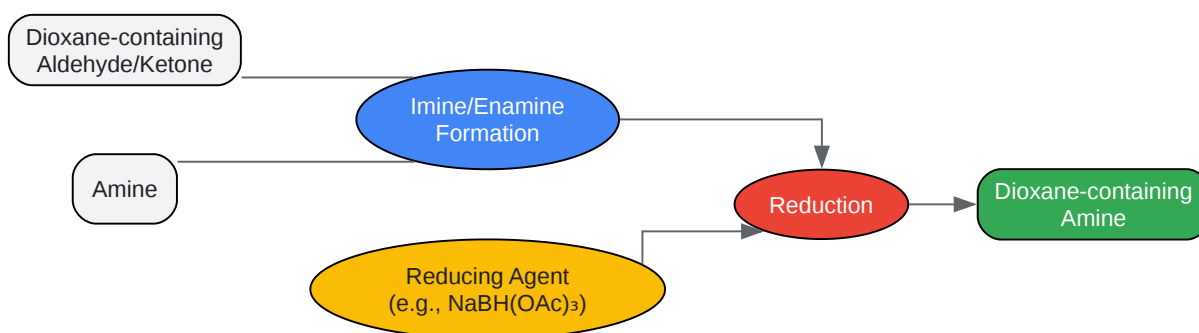 Dioxane-containing
Aldehyde/Ketone
Imine/Enamine
Formation
Amine
Reduction
Dioxane-containing
Amine
Reducing Agent
(e.g., NaBH(OAc)₃)